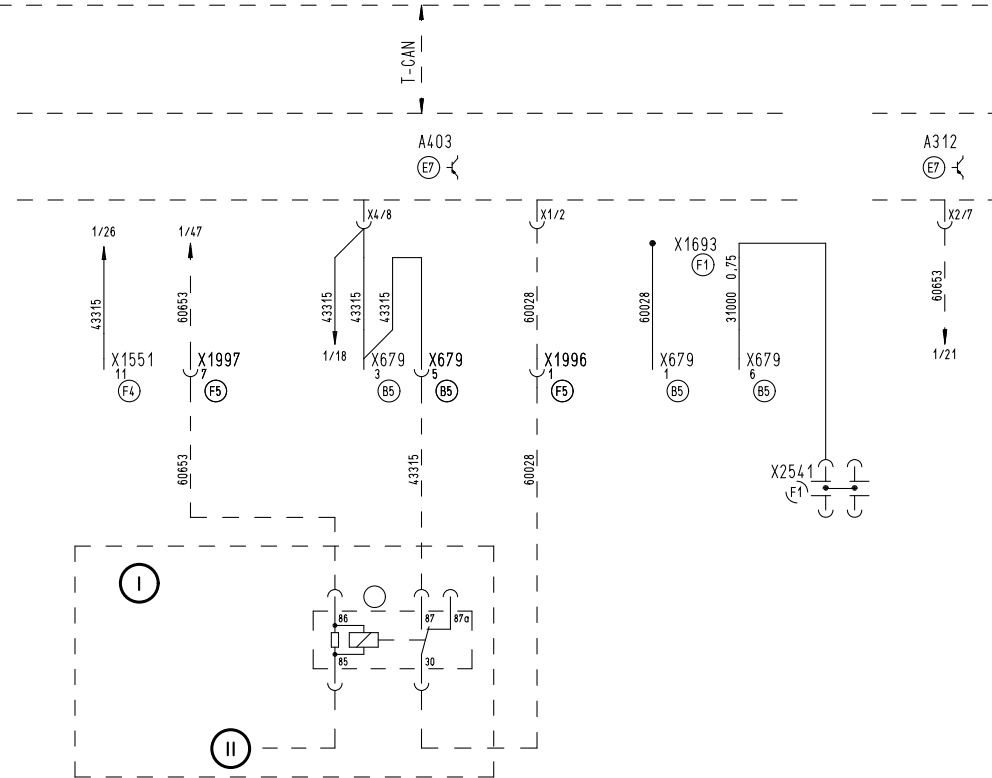 T-CAN
A403
E7
A312
E7
X4/8
X1/2
X2/7
1/26
1/47
X1693
F1
43315
60653
43315
43315
43315
60028
60028
31000 0.75
60653
1/18
1/21
X1551
11
F4
X1997
7
F5
X679
3
B5
X679
5
B5
X1996
1
F5
X679
1
B5
X679
6
B5
60653
43315
60028
X2541
F1
I
86
87
87a
85
30
II